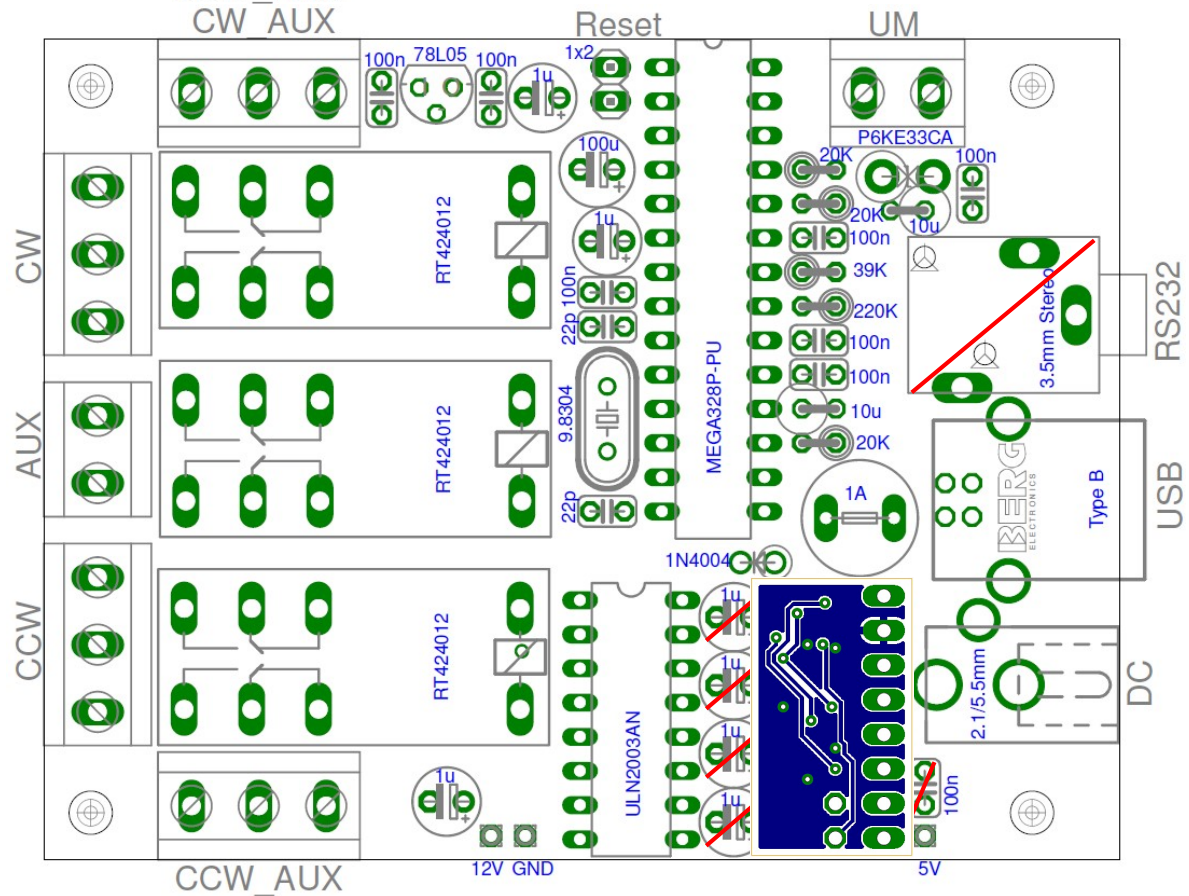 CW_AUX
Reset
UM
100n
78L05
100n
1u
1x2
100u
1u
100n
22p
9.8304
22p
MEGA328P-PU
P6KE33CA
20K
20K
100n
39K
220K
100n
100n
10u
20K
1A
100n
10u
3.5mm Stereo
RS232
CW
RT424012
AUX
RT424012
CCW
RT424012
BERG
ELECTRONICS
Type B
USB
1N4004
ULN2003AN
1u
1u
1u
1u
2.1/5.5mm
DC
100n
1u
12V GND
5V
CCW_AUX